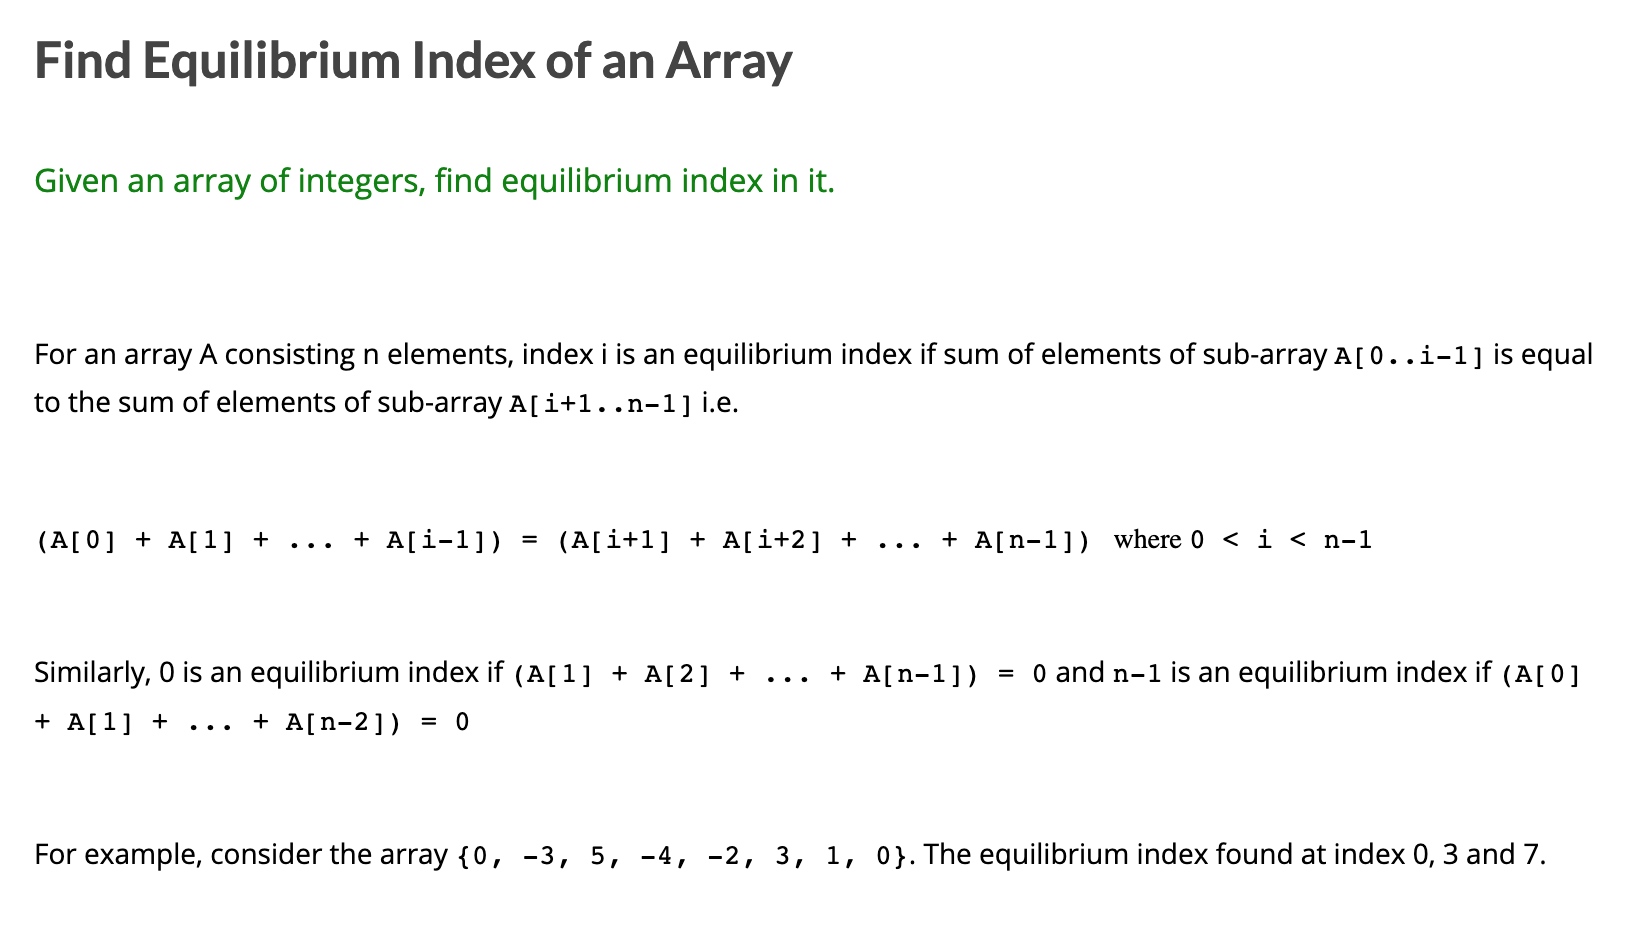 Find Equilibrium Index of an Array
Given an array of integers, find equilibrium index in it.
For an array A consisting n elements, index i is an equilibrium index if sum of elements of sub-array A[0..i−1] is equal
to the sum of elements of sub-array A[i+1..n−1] i.e.
(A[0] + A[1] + ... + A[i−1]) = (A[i+1] + A[i+2] + ... + A[n−1]) where 0 < i < n−1
Similarly, 0 is an equilibrium index if (A[1] + A[2] + ... + A[n−1]) = 0 and n−1 is an equilibrium index if (A[0]
+ A[1] + ... + A[n−2]) = 0
For example, consider the array {0, −3, 5, −4, −2, 3, 1, 0}. The equilibrium index found at index 0, 3 and 7.